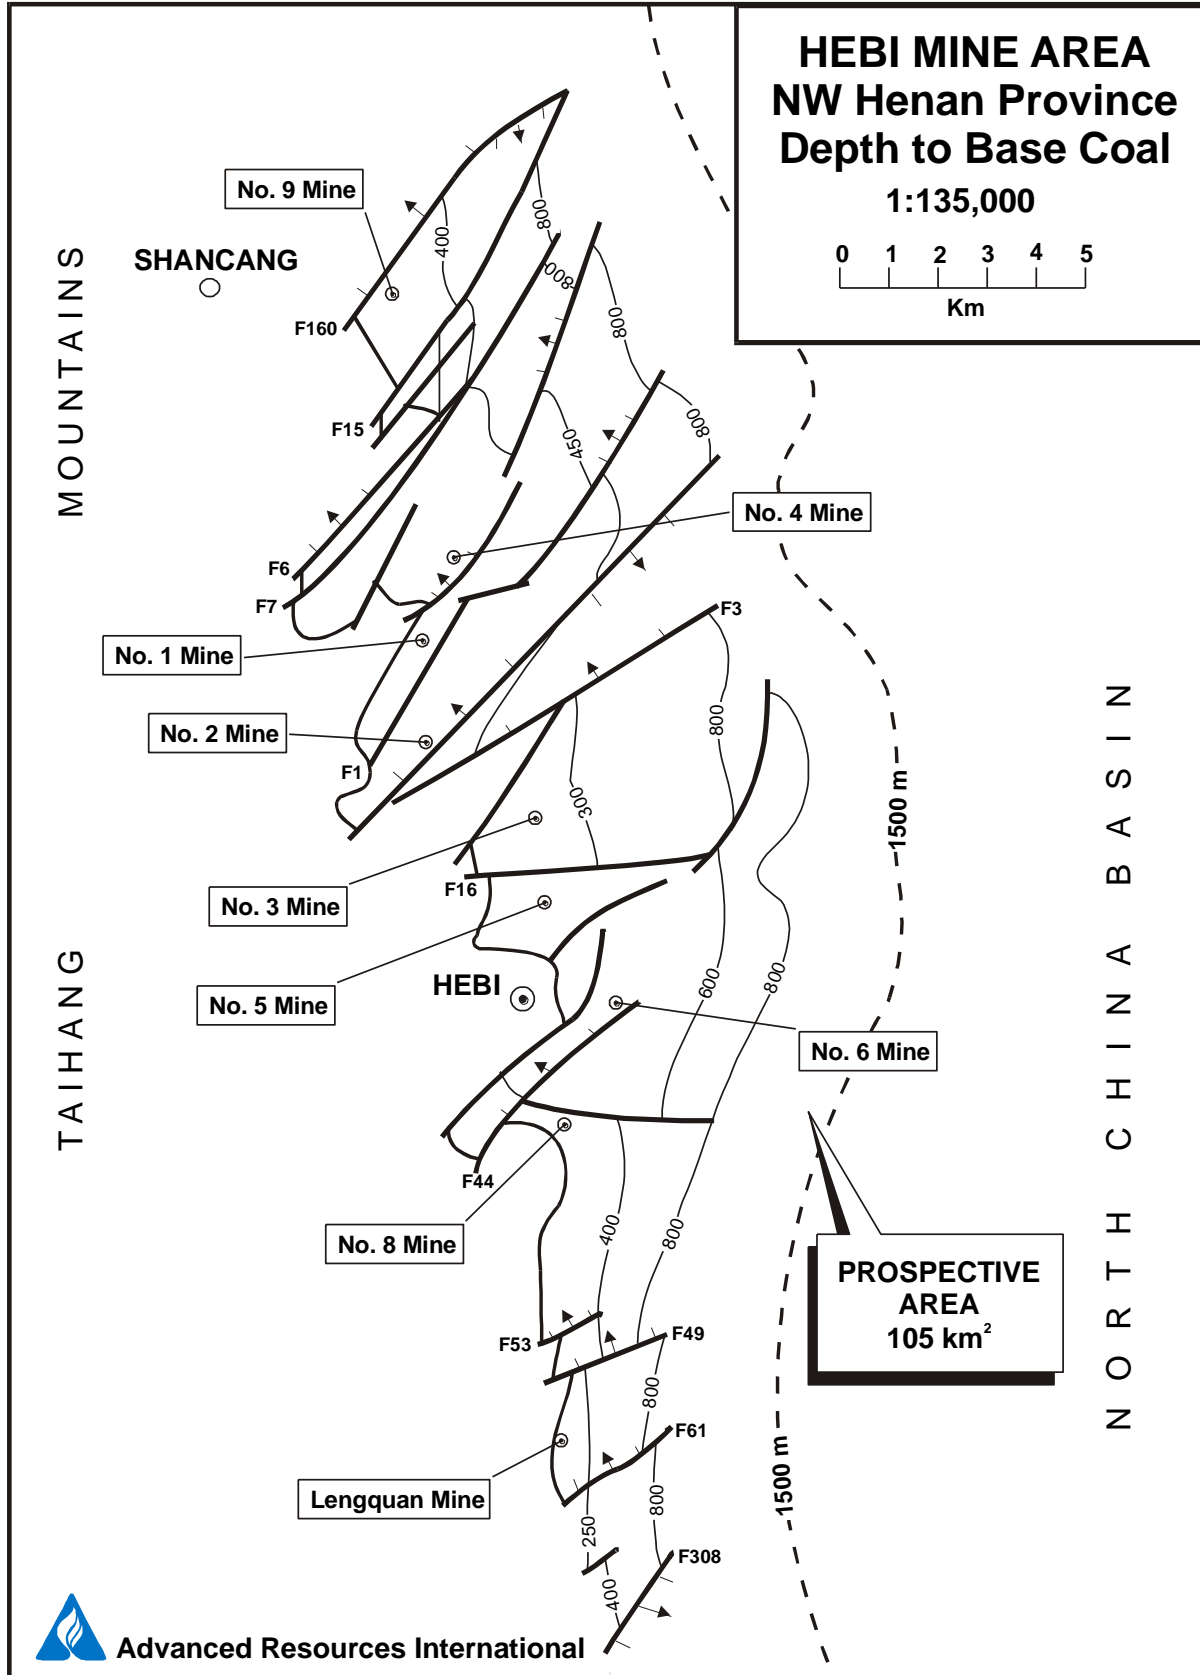 HEBI MINE AREA
NW Henan Province
Depth to Base Coal
1:135,000
0 1 2 3 4 5
Km
No. 9 Mine
SHANCANG
MOUNTAINS
TAIHANG
NORTH CHINA BASIN
400
800
800
800
800
450
F160
F15
F6
F7
No. 4 Mine
No. 1 Mine
No. 2 Mine
F1
F3
800
300
1500 m
No. 3 Mine
F16
No. 5 Mine
HEBI
600
800
No. 6 Mine
F44
No. 8 Mine
400
800
PROSPECTIVE
AREA
105 km²
F53
F49
800
F61
Lengquan Mine
250
800
1500 m
F308
400
Advanced Resources International